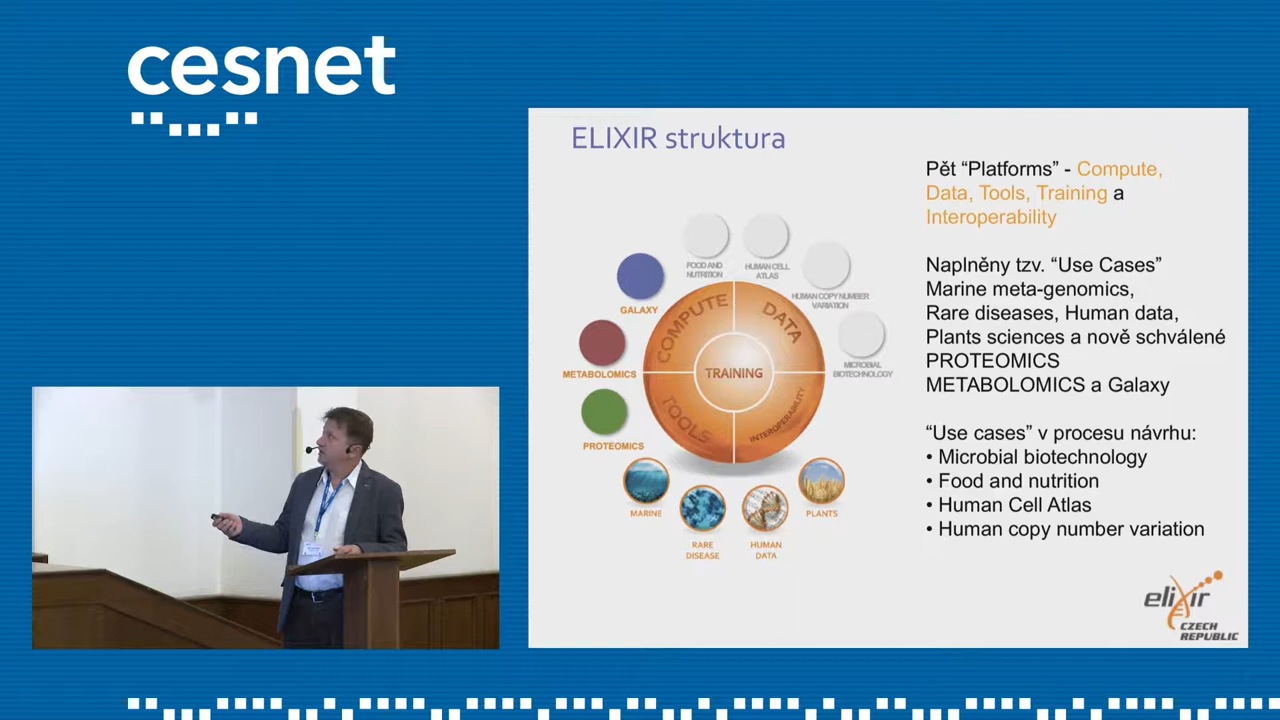 cesnet
ELIXIR struktura
Pět “Platforms” - Compute,
Data, Tools, Training a
Interoperability
Naplněny tzv. “Use Cases”
Marine meta-genomics,
Rare diseases, Human data,
Plants sciences a nově schválené
PROTEOMICS
METABOLOMICS a Galaxy
“Use cases” v procesu návrhu:
• Microbial biotechnology
• Food and nutrition
• Human Cell Atlas
• Human copy number variation
FOOD AND
NUTRITION
HUMAN CELL
ATLAS
HUMAN COPY NUMBER
VARIATION
MICROBIAL
BIOTECHNOLOGY
GALAXY
METABOLOMICS
PROTEOMICS
COMPUTE
DATA
TRAINING
TOOLS
INTEROPERABILITY
MARINE
RARE
DISEASE
HUMAN
DATA
PLANTS
elixir
CZECH
REPUBLIC